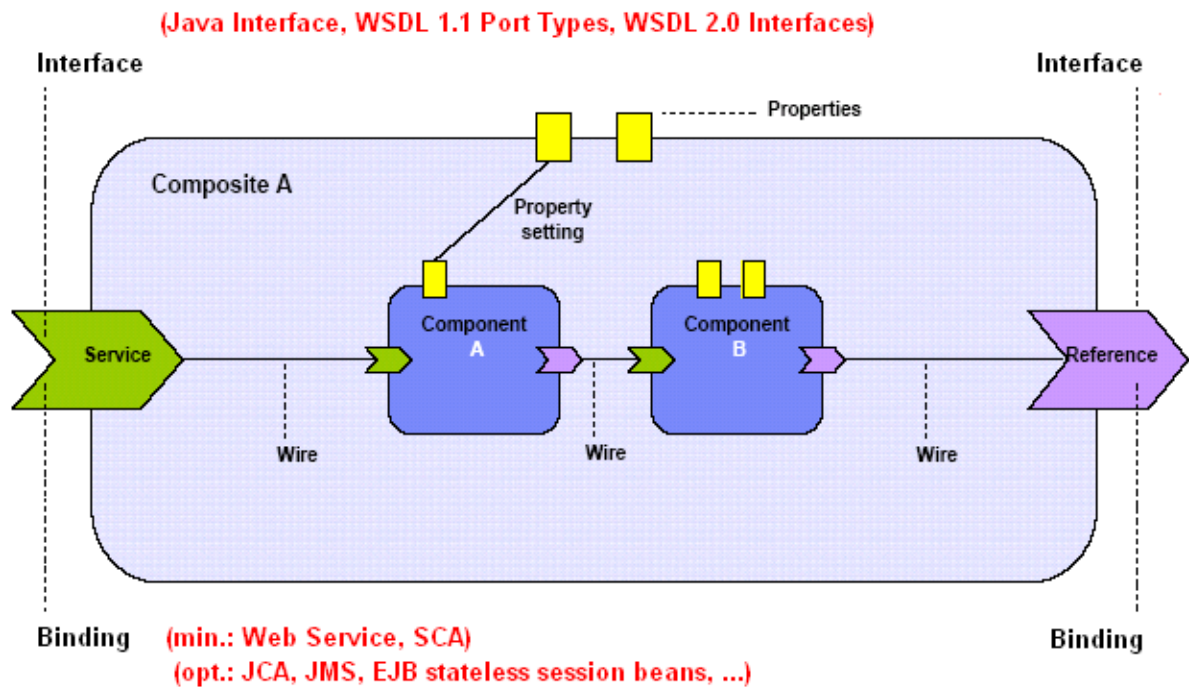 (Java Interface, WSDL 1.1 Port Types, WSDL 2.0 Interfaces)
Interface
Interface
Properties
Composite A
Property
setting
Component
A
Component
B
Service
Reference
Wire
Wire
Wire
Binding
(min.: Web Service, SCA)
Binding
(opt.: JCA, JMS, EJB stateless session beans, ...)